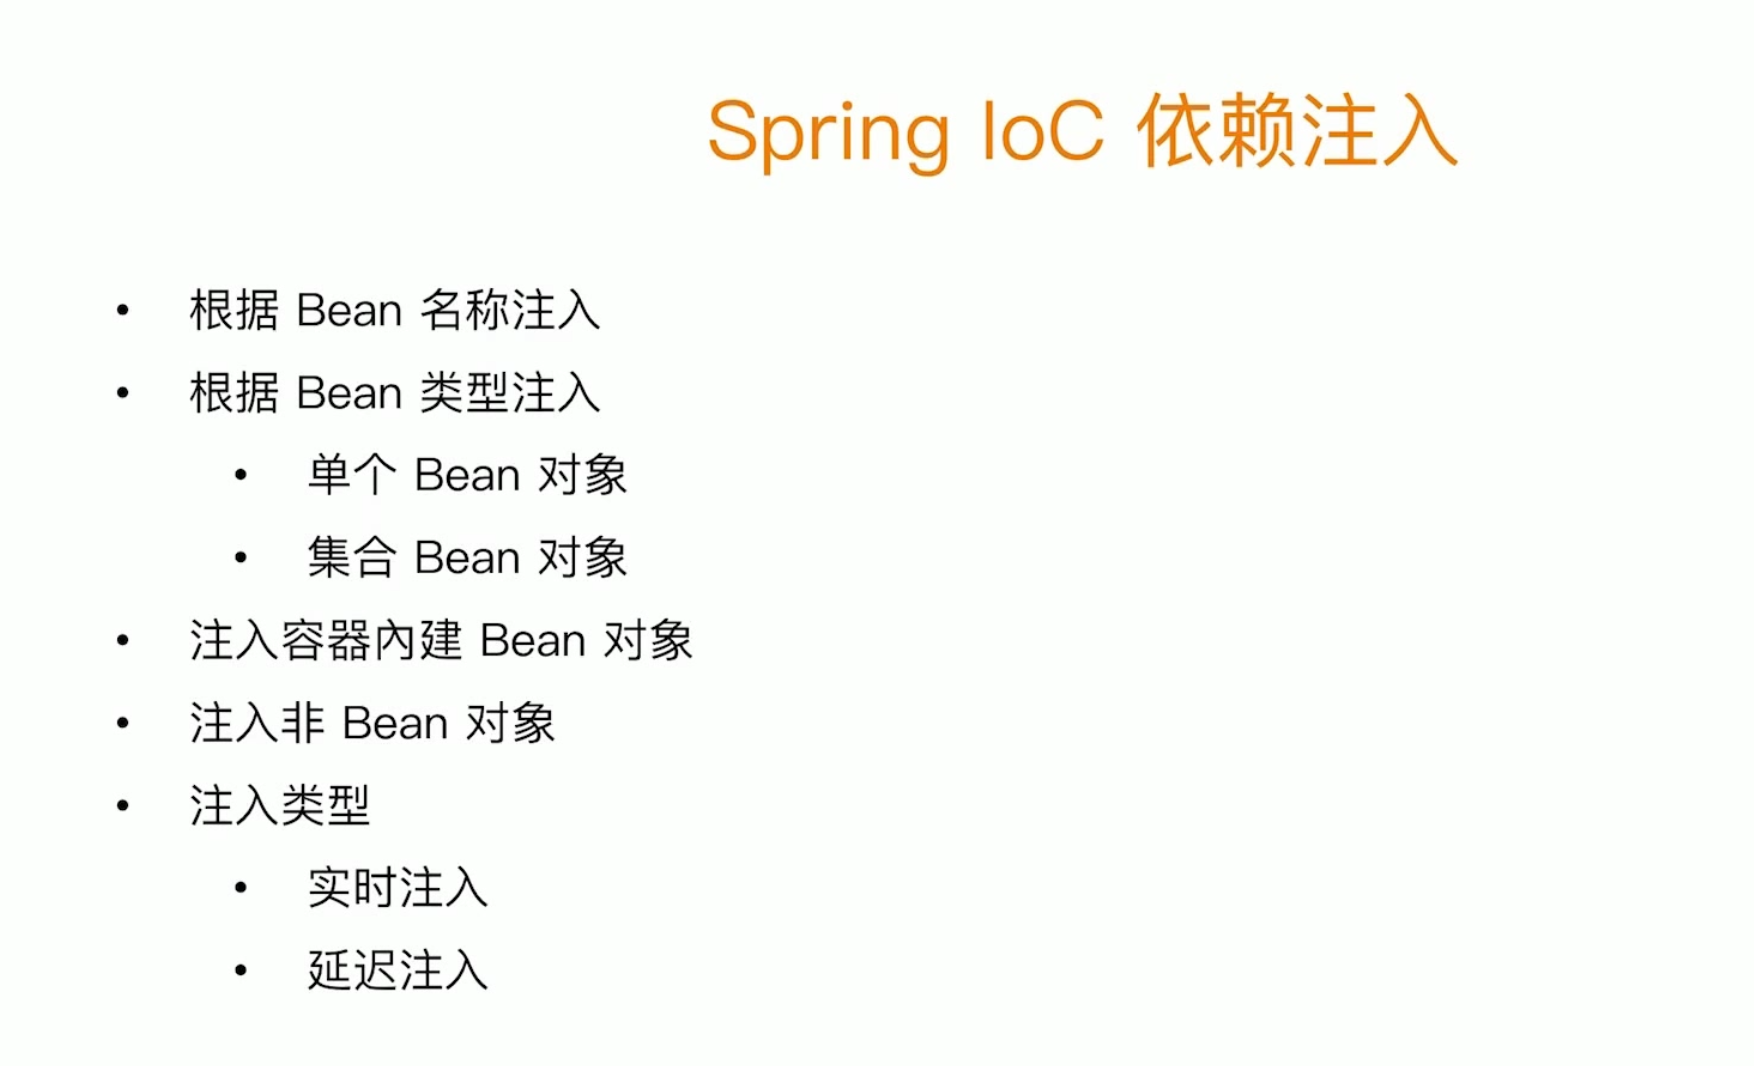 Spring IoC 依赖注入
• 根据 Bean 名称注入
• 根据 Bean 类型注入
• 单个 Bean 对象
• 集合 Bean 对象
• 注入容器內建 Bean 对象
• 注入非 Bean 对象
• 注入类型
• 实时注入
• 延迟注入